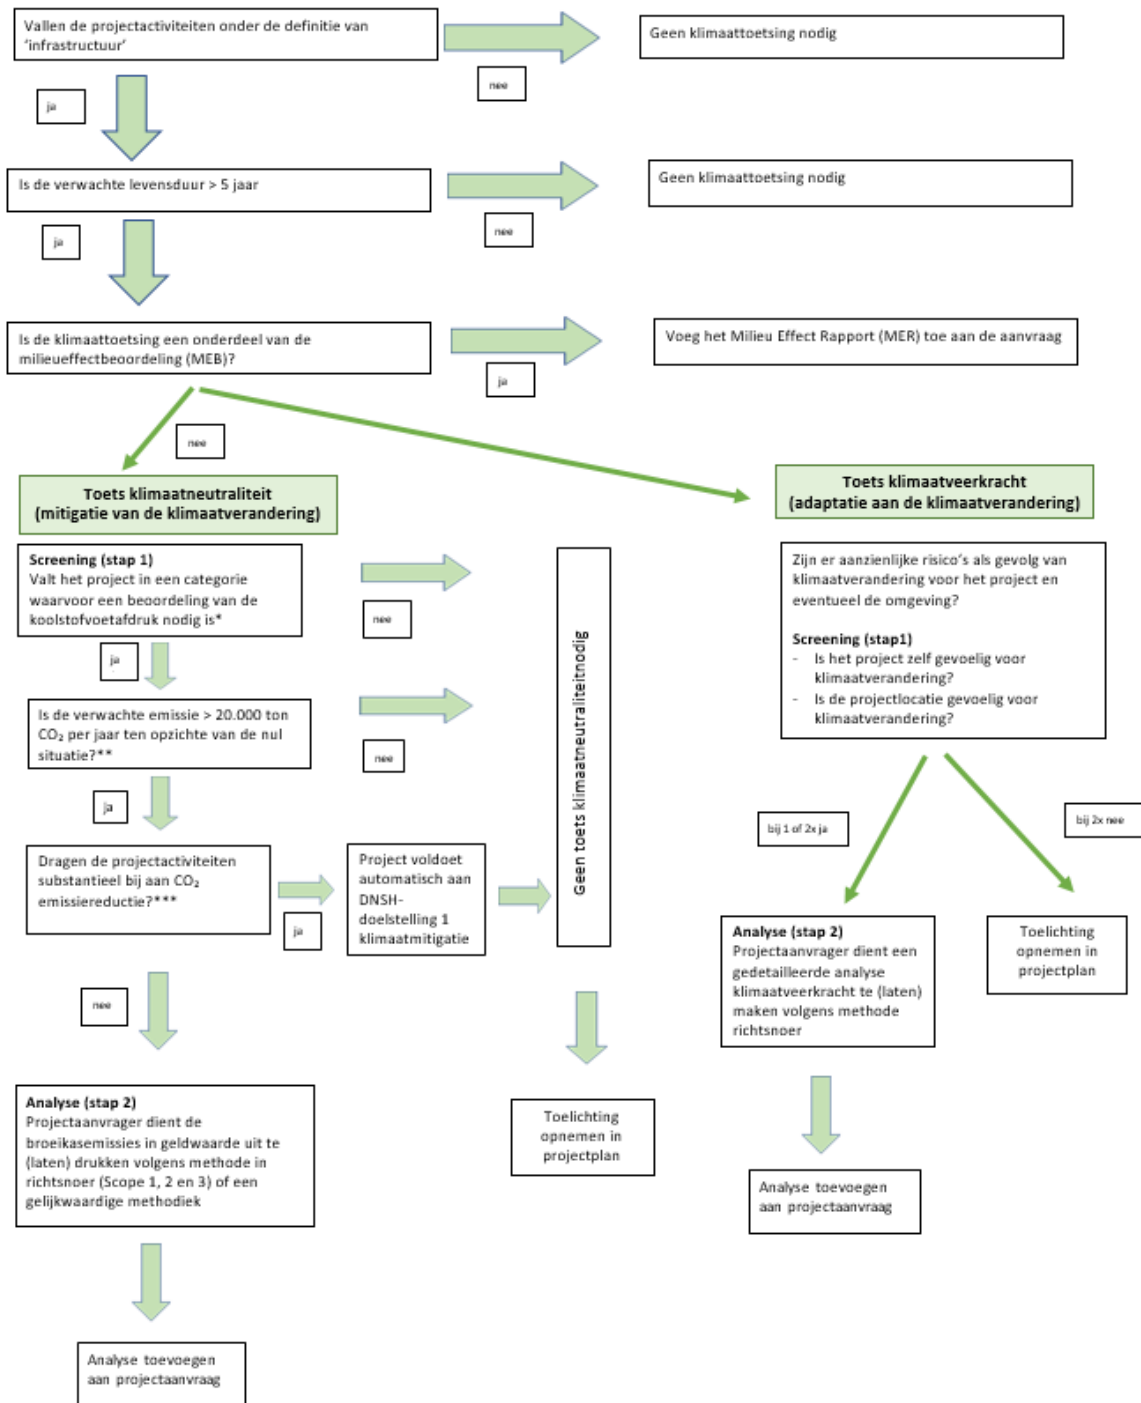 Vallen de projectactiviteiten onder de definitie van
'infrastructuur'
nee
Geen klimaattoetsing nodig
ja
Is de verwachte levensduur > 5 jaar
nee
Geen klimaattoetsing nodig
ja
Is de klimaattoetsing een onderdeel van de
milieueffectbeoordeling (MEB)?
ja
Voeg het Milieu Effect Rapport (MER) toe aan de aanvraag
nee
Toets klimaatneutraliteit
(mitigatie van de klimaatverandering)
Screening (stap 1)
Valt het project in een categorie
waarvoor een beoordeling van de
koolstofvoetafdruk nodig is*
nee
ja
Is de verwachte emissie > 20.000 ton
CO₂ per jaar ten opzichte van de nul
situatie?**
nee
ja
Dragen de projectactiviteiten
substantieel bij aan CO₂
emissiereductie?***
ja
Project voldoet
automatisch aan
DNSH-
doelstelling 1
klimaatmitigatie
Geen toets klimaatneutraliteitnodig
nee
Analyse (stap 2)
Projectaanvrager dient de
broeikasemissies in geldwaarde uit te
(laten) drukken volgens methode in
richtsnoer (Scope 1, 2 en 3) of een
gelijkwaardige methodiek
Toelichting
opnemen in
projectplan
Analyse toevoegen
aan projectaanvraag
Toets klimaatveerkracht
(adaptatie aan de klimaatverandering)
Zijn er aanzienlijke risico's als gevolg van
klimaatverandering voor het project en
eventueel de omgeving?
Screening (stap1)
- Is het project zelf gevoelig voor
klimaatverandering?
- Is de projectlocatie gevoelig voor
klimaatverandering?
bij 1 of 2x ja
bij 2x nee
Analyse (stap 2)
Projectaanvrager dient een
gedetailleerde analyse
klimaatveerkracht te (laten)
maken volgens methode
richtsnoer
Toelichting
opnemen in
projectplan
Analyse toevoegen
aan projectaanvraag